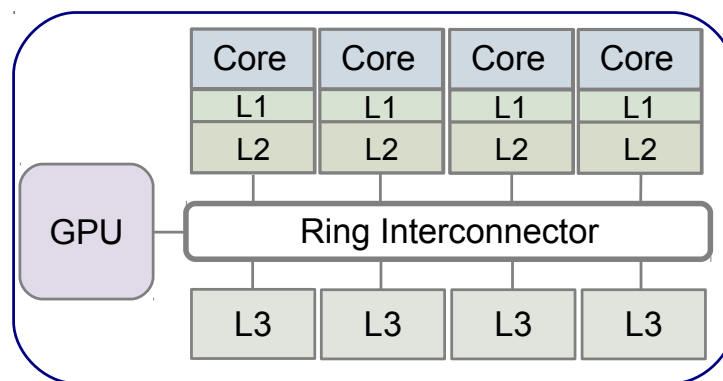 Core Core Core Core
L1 L1 L1 L1
L2 L2 L2 L2
GPU
Ring Interconnector
L3 L3 L3 L3